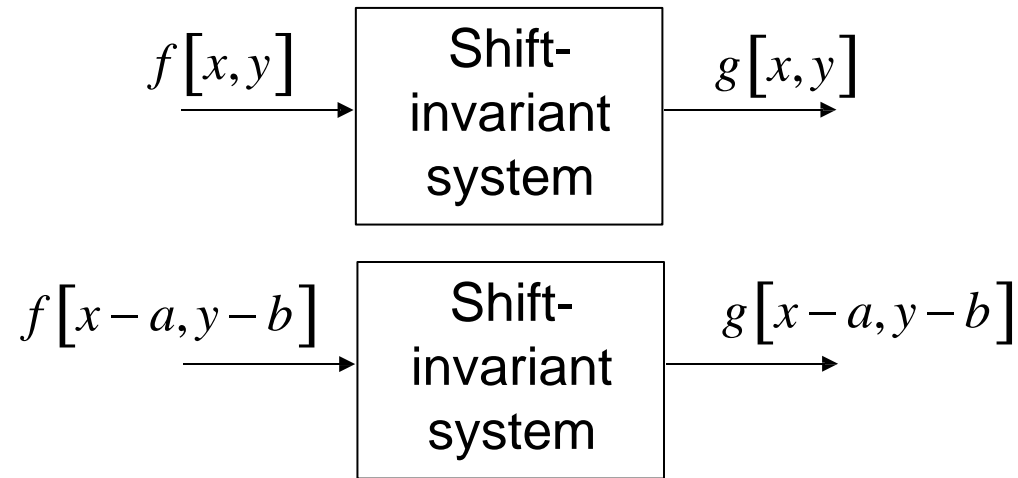 f[x, y]
Shift-
invariant
system
g[x, y]
f[x − a, y − b]
Shift-
invariant
system
g[x − a, y − b]